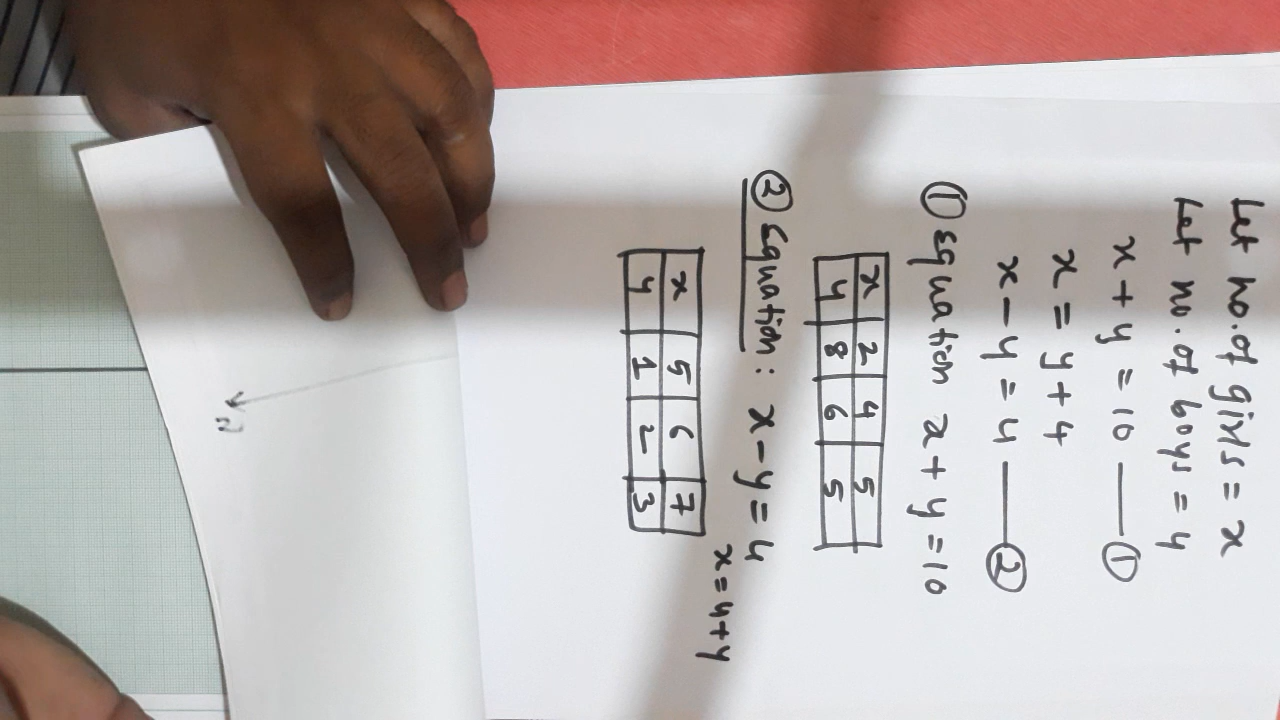 Let no. of girls = x
Let no. of boys = y
x + y = 10 —— ①
x = y + 4
x - y = 4 —— ②
① Equation x + y = 10
x 2 4 5
y 8 6 5
② Equation: x - y = 4
x = 4 + y
x 5 6 7
y 1 2 3